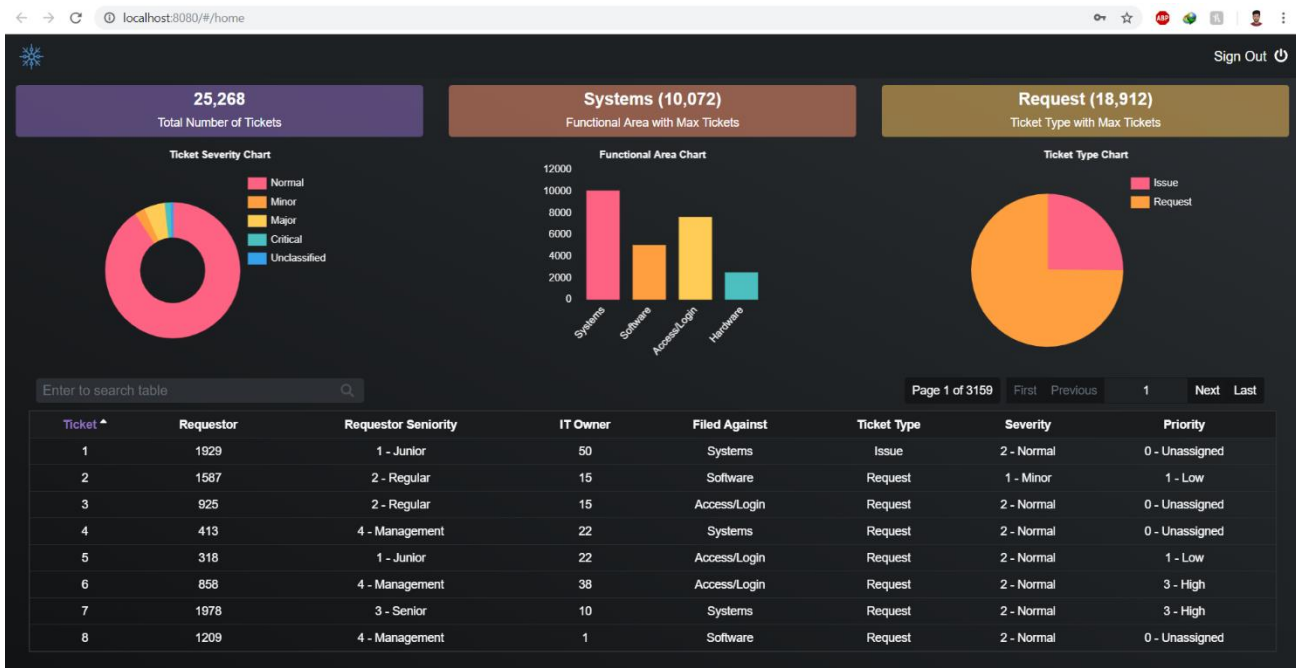 localhost:8080/#/home
ABP
Sign Out
25,268
Total Number of Tickets
Systems (10,072)
Functional Area with Max Tickets
Request (18,912)
Ticket Type with Max Tickets
Ticket Severity Chart
Normal
Minor
Major
Critical
Unclassified
Functional Area Chart
12000
10000
8000
6000
4000
2000
0
Systems
Software
Access/Login
Hardware
Ticket Type Chart
Issue
Request
Enter to search table
Page 1 of 3159 First Previous 1 Next Last
Ticket Requestor Requestor Seniority IT Owner Filed Against Ticket Type Severity Priority
1 1929 1 - Junior 50 Systems Issue 2 - Normal 0 - Unassigned
2 1587 2 - Regular 15 Software Request 1 - Minor 1 - Low
3 925 2 - Regular 15 Access/Login Request 2 - Normal 0 - Unassigned
4 413 4 - Management 22 Systems Request 2 - Normal 0 - Unassigned
5 318 1 - Junior 22 Access/Login Request 2 - Normal 1 - Low
6 858 4 - Management 38 Access/Login Request 2 - Normal 3 - High
7 1978 3 - Senior 10 Systems Request 2 - Normal 3 - High
8 1209 4 - Management 1 Software Request 2 - Normal 0 - Unassigned